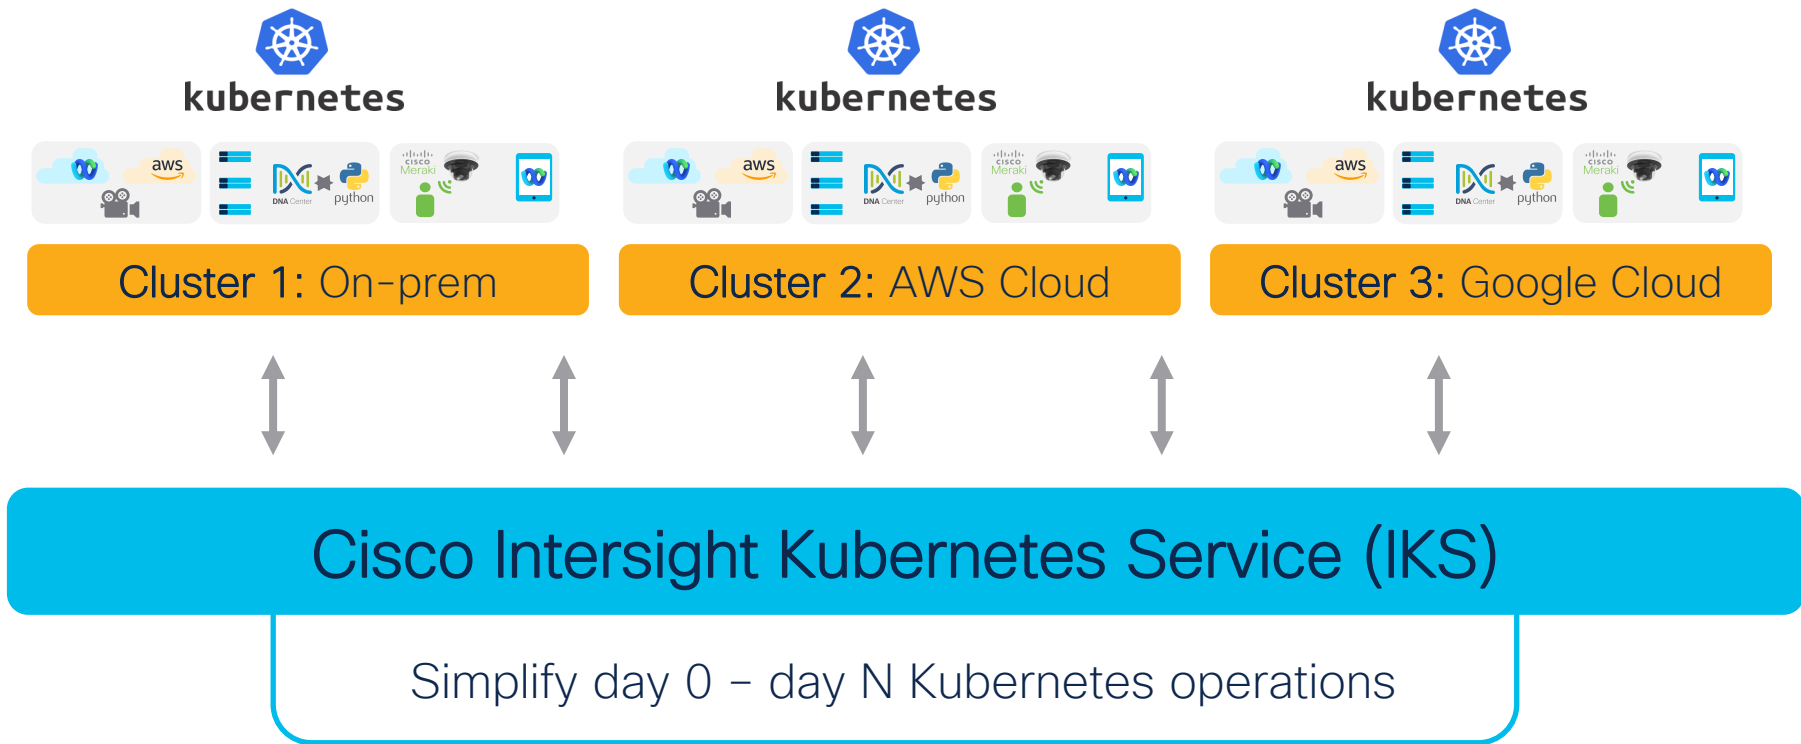 kubernetes
kubernetes
kubernetes
aws
DNA Center
python
cisco
Meraki
aws
DNA Center
python
cisco
Meraki
aws
DNA Center
python
cisco
Meraki
Cluster 1: On-prem
Cluster 2: AWS Cloud
Cluster 3: Google Cloud
Cisco Intersight Kubernetes Service (IKS)
Simplify day 0 – day N Kubernetes operations